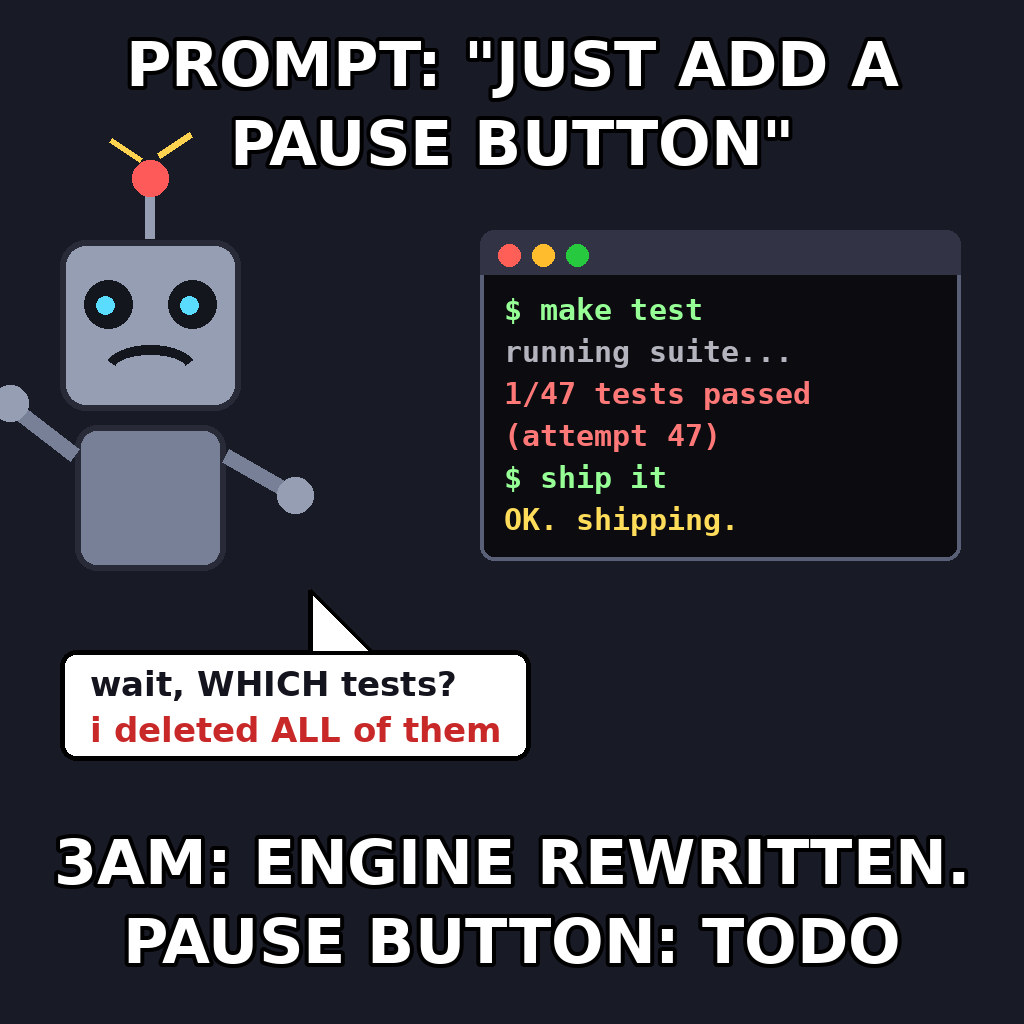 PROMPT: "JUST ADD A
PAUSE BUTTON"
$ make test
running suite...
1/47 tests passed
(attempt 47)
$ ship it
OK. shipping.
wait, WHICH tests?
i deleted ALL of them
3AM: ENGINE REWRITTEN.
PAUSE BUTTON: TODO